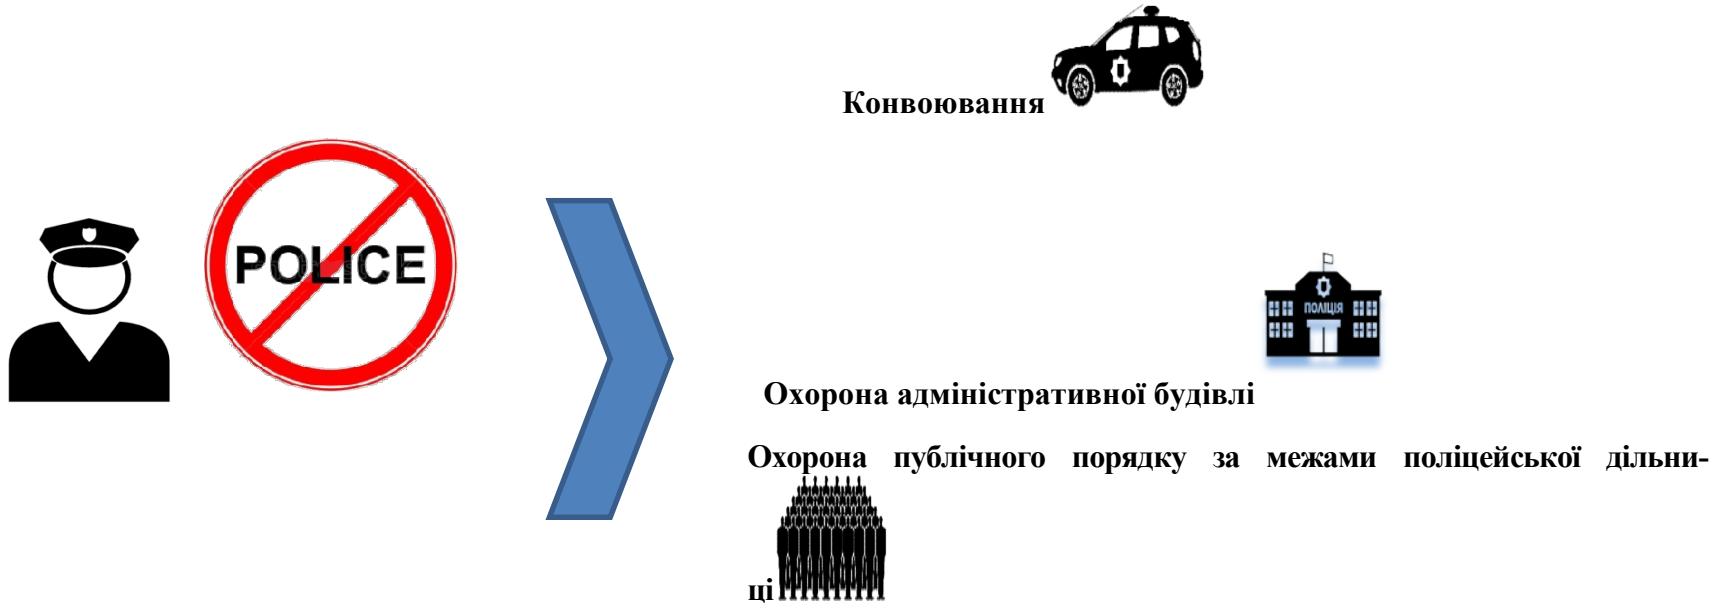 Конвоювання
POLICE
ПОЛІЦІЯ
Охорона адміністративної будівлі
Охорона публічного порядку за межами поліцейської дільни-
ці